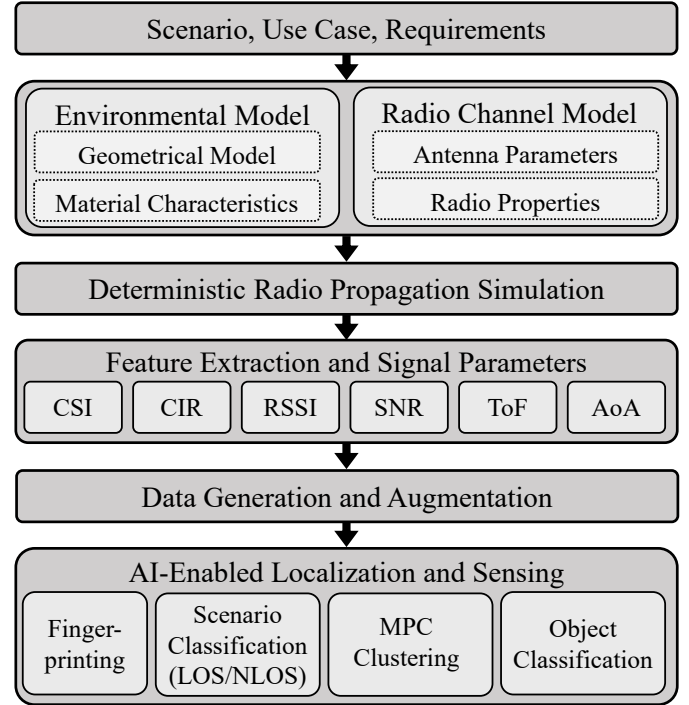 Scenario, Use Case, Requirements
Environmental Model
Geometrical Model
Material Characteristics
Radio Channel Model
Antenna Parameters
Radio Properties
Deterministic Radio Propagation Simulation
Feature Extraction and Signal Parameters
CSI
CIR
RSSI
SNR
ToF
AoA
Data Generation and Augmentation
AI-Enabled Localization and Sensing
Finger-
printing
Scenario
Classification
(LOS/NLOS)
MPC
Clustering
Object
Classification